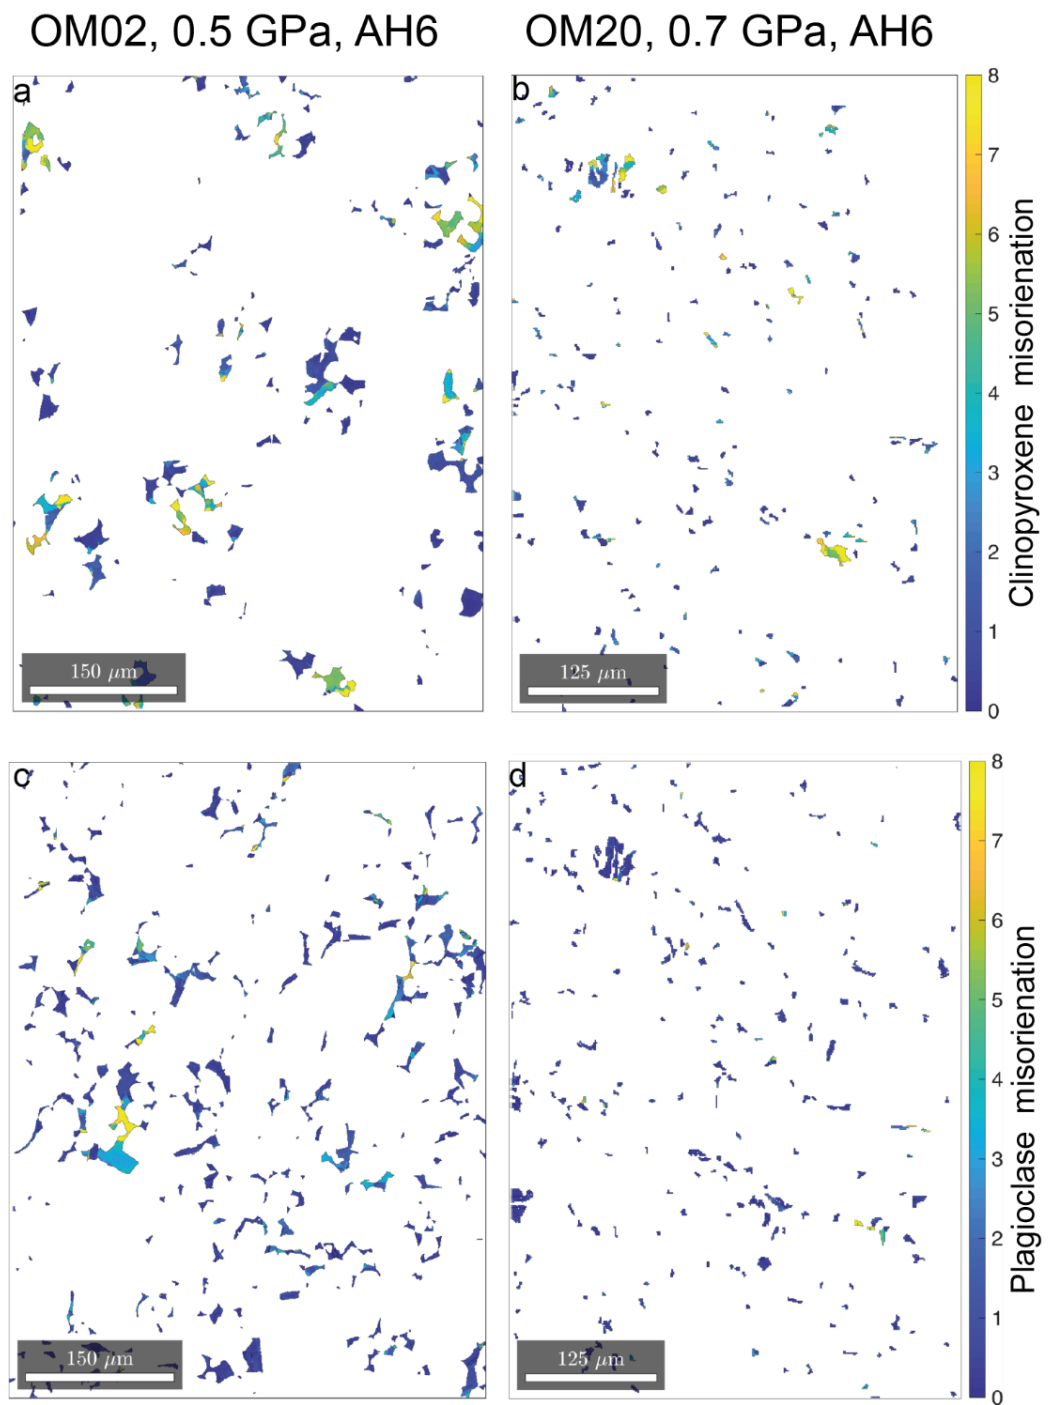 OM02, 0.5 GPa, AH6
OM20, 0.7 GPa, AH6
a
b
8
7
6
5
4
3
2
1
0
Clinopyroxene misorienation
150 μm
125 μm
c
d
8
7
6
5
4
3
2
1
0
Plagioclase misorienation
150 μm
125 μm